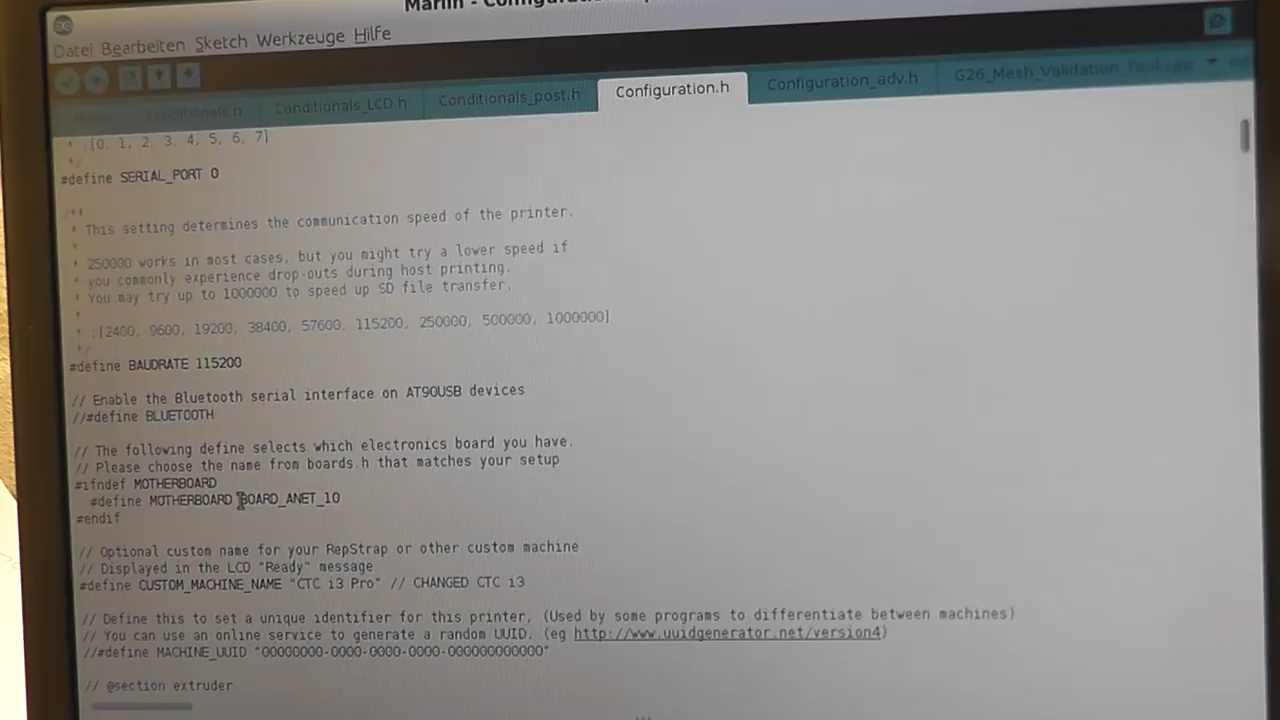 Marlin - Configuration
Datei Bearbeiten Sketch Werkzeuge Hilfe
Conditionals.h Conditionals_LCD.h Conditionals_post.h Configuration.h Configuration_adv.h G26_Mesh_Validation_Tool.cpp
* :[0, 1, 2, 3, 4, 5, 6, 7]
*/
#define SERIAL_PORT 0
/**
* This setting determines the communication speed of the printer.
*
* 250000 works in most cases, but you might try a lower speed if
* you commonly experience drop-outs during host printing.
* You may try up to 1000000 to speed up SD file transfer.
*
* :[2400, 9600, 19200, 38400, 57600, 115200, 250000, 500000, 1000000]
*/
#define BAUDRATE 115200
// Enable the Bluetooth serial interface on AT90USB devices
//#define BLUETOOTH
// The following define selects which electronics board you have.
// Please choose the name from boards.h that matches your setup
#ifndef MOTHERBOARD
#define MOTHERBOARD BOARD_ANET_10
#endif
// Optional custom name for your RepStrap or other custom machine
// Displayed in the LCD "Ready" message
#define CUSTOM_MACHINE_NAME "CTC i3 Pro" // CHANGED CTC i3
// Define this to set a unique identifier for this printer, (Used by some programs to differentiate between machines)
// You can use an online service to generate a random UUID. (eg http://www.uuidgenerator.net/version4)
//#define MACHINE_UUID "00000000-0000-0000-0000-000000000000"
// @section extruder